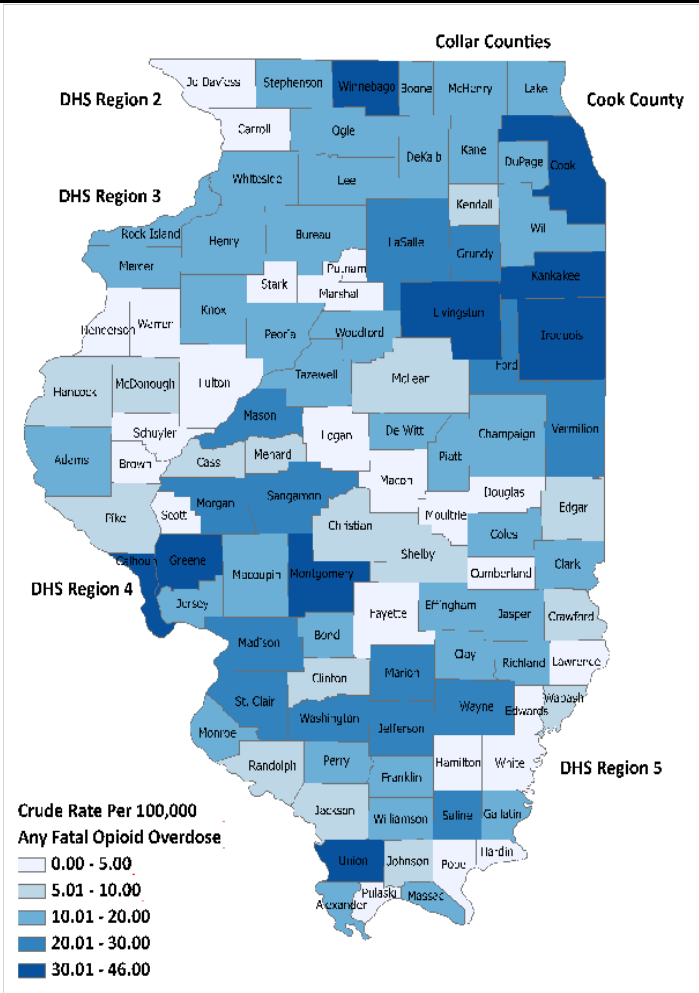 Collar Counties
DHS Region 2
Cook County
Jo Daviess
Stephenson
Winnebago
Boone
McHenry
Lake
Carroll
Ogle
DeKalb
Kane
DuPage
Cook
Whiteside
Lee
Kendall
DHS Region 3
Rock Island
Henry
Bureau
LaSalle
Grundy
Wil
Mercer
Putnam
Kankakee
Stark
Marshal
Knox
Livingston
Iroquois
Henderson
Warren
Peoria
Woodford
Ford
Hancock
McDonough
Fulton
Tazewell
McLean
Mason
Vermilion
Schuyler
Logan
De Witt
Champaign
Adams
Brown
Cass
Menard
Piatt
Macon
Douglas
Pike
Scott
Morgan
Sangamon
Moultrie
Edgar
Christian
Coles
Shelby
Calhoun
Greene
Macoupin
Montgomery
Cumberland
Clark
DHS Region 4
Jersey
Fayette
Effingham
Jasper
Crawford
Madison
Bond
Clay
Richland
Lawrence
Clinton
Marion
St. Clair
Washington
Wayne
Edwards
Wabash
Monroe
Jefferson
Randolph
Perry
Hamilton
White
DHS Region 5
Franklin
Jackson
Williamson
Saline
Gallatin
Union
Johnson
Pope
Hardin
Alexander
Pulaski
Massac
Crude Rate Per 100,000
Any Fatal Opioid Overdose
0.00 - 5.00
5.01 - 10.00
10.01 - 20.00
20.01 - 30.00
30.01 - 46.00